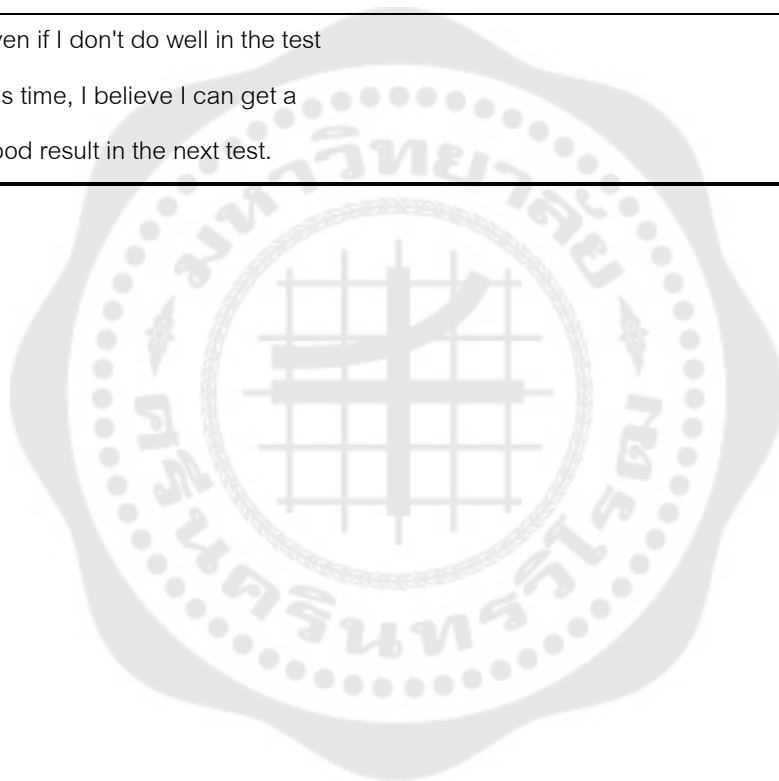 ven if I don't do well in the test
s time, I believe I can get a
ood result in the next test.
มหาวิทยาลัย
ศรีนครินทรวิโรฒ